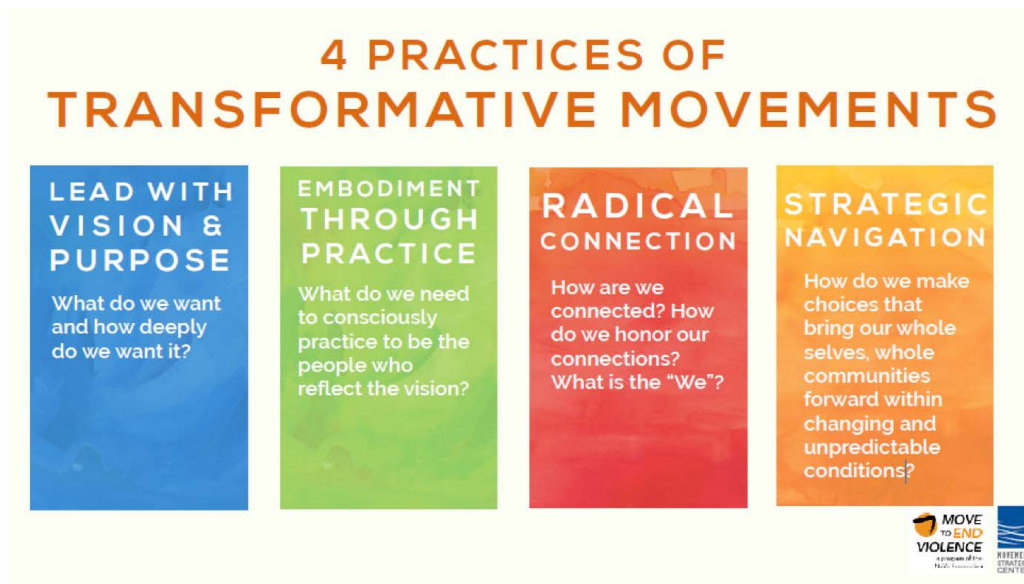 4 PRACTICES OF
TRANSFORMATIVE MOVEMENTS
LEAD WITH
VISION &
PURPOSE
What do we want
and how deeply
do we want it?
EMBODIMENT
THROUGH
PRACTICE
What do we need
to consciously
practice to be the
people who
reflect the vision?
RADICAL
CONNECTION
How are we
connected? How
do we honor our
connections?
What is the “We”?
STRATEGIC
NAVIGATION
How do we make
choices that
bring our whole
selves, whole
communities
forward within
changing and
unpredictable
conditions?
MOVE
TO END
VIOLENCE
a program of the